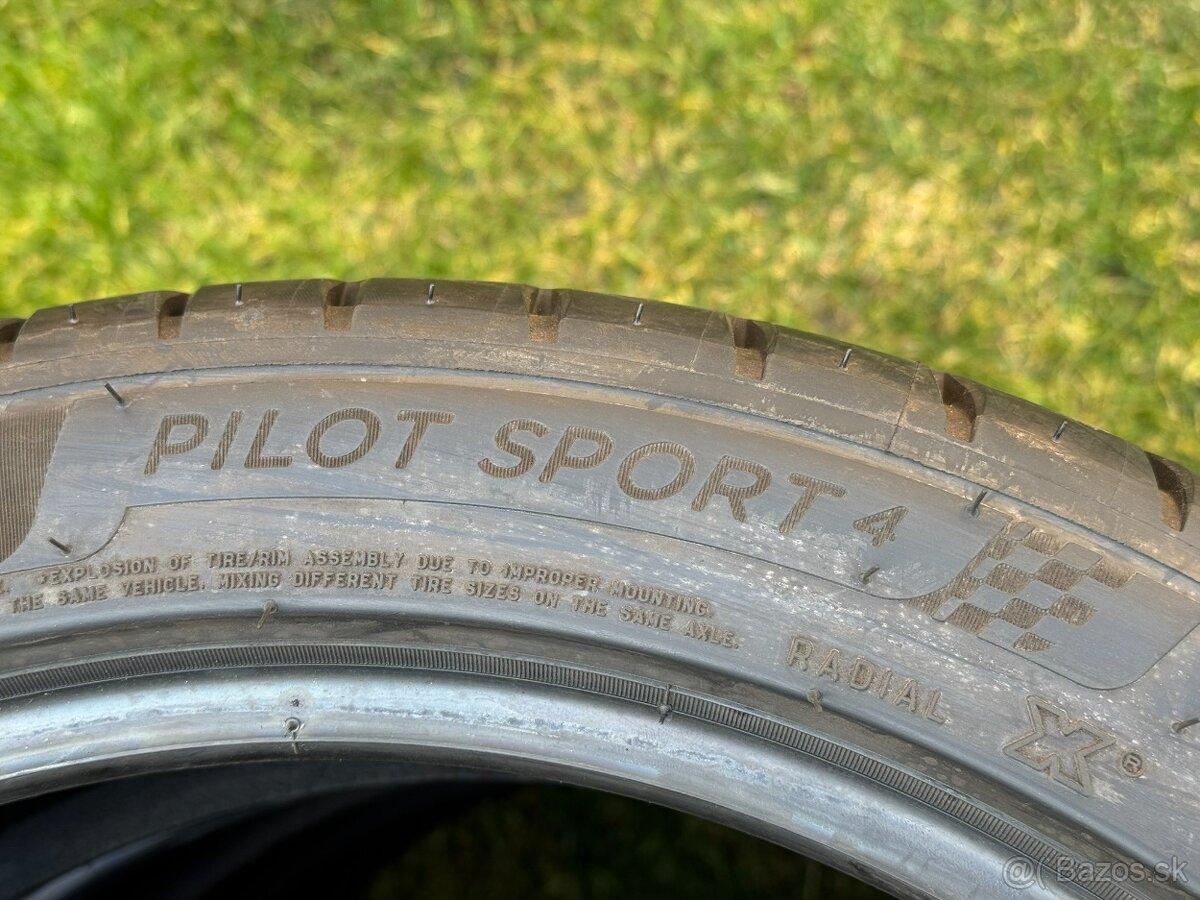 PILOT SPORT 4
*EXPLOSION OF TIRE/RIM ASSEMBLY DUE TO IMPROPER MOUNTING.
THE SAME VEHICLE. MIXING DIFFERENT TIRE SIZES ON THE SAME AXLE.
RADIAL
X®
@( Bazos.sk